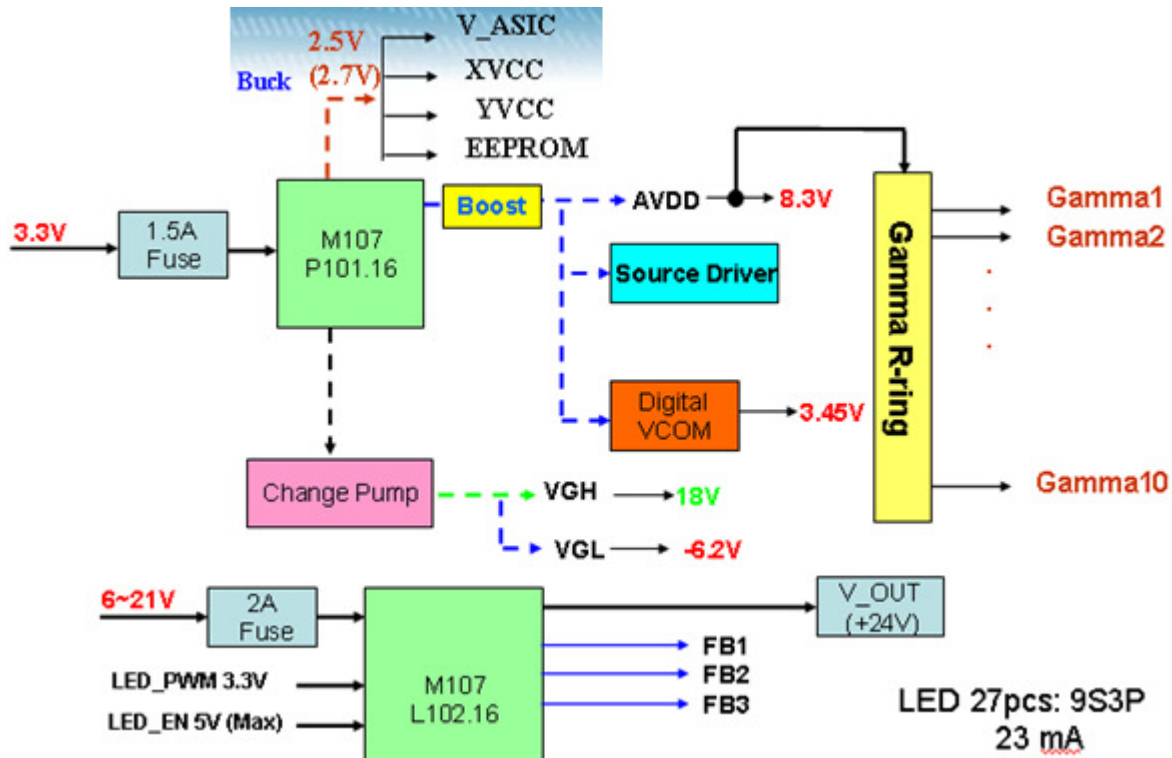 V_ASIC
2.5V
Buck (2.7V)
XVCC
YVCC
EEPROM
3.3V
1.5A
Fuse
M107
P101.16
Boost
AVDD
8.3V
Gamma R-ring
Gamma1
Gamma2
Source Driver
Digital
VCOM
3.45V
Change Pump
VGH
18V
Gamma10
VGL
-6.2V
6~21V
2A
Fuse
V_OUT
(+24V)
LED_PWM 3.3V
LED_EN 5V (Max)
M107
L102.16
FB1
FB2
FB3
LED 27pcs: 9S3P
23 mA